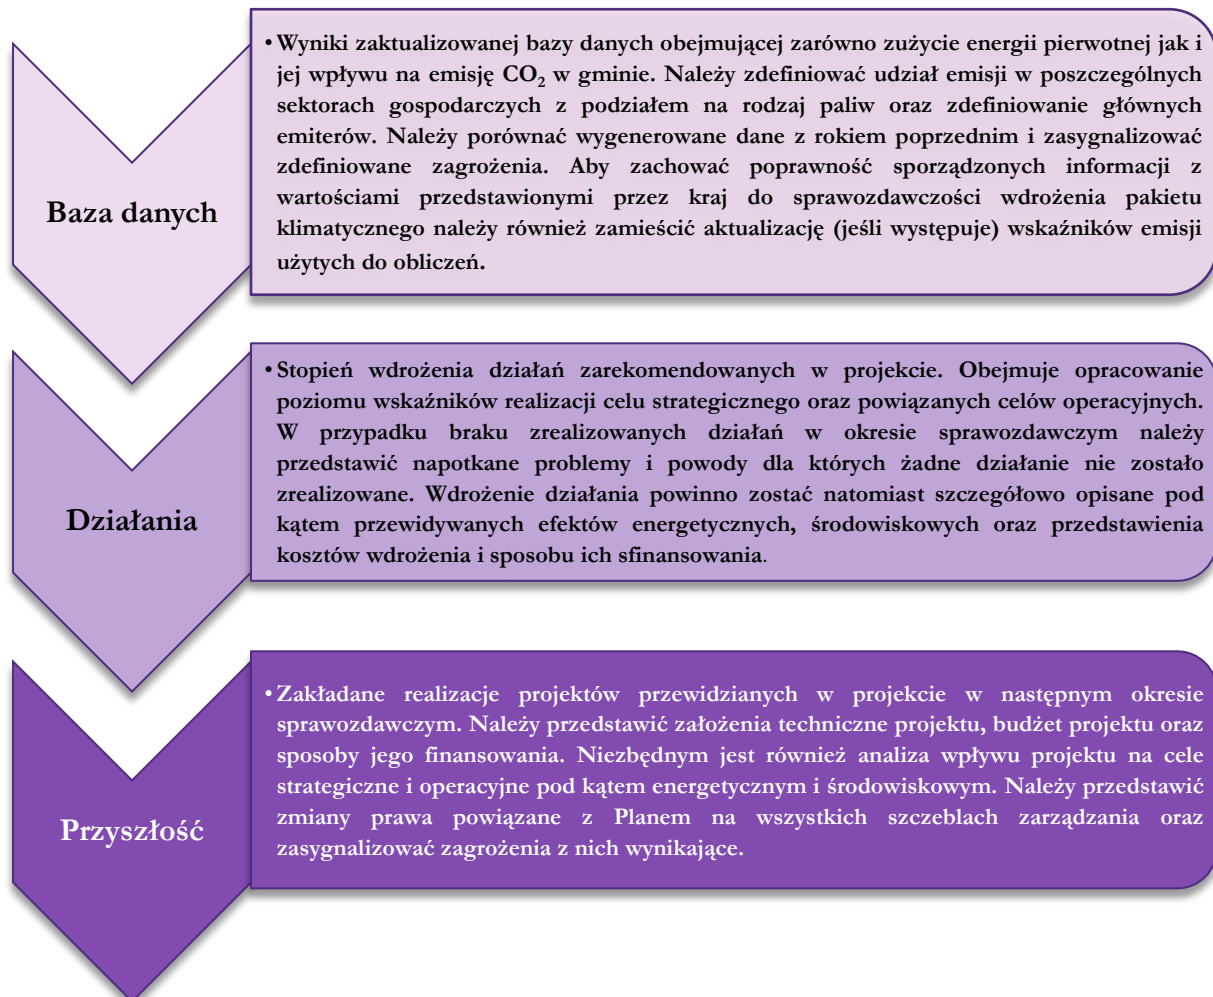 Baza danych
• Wyniki zaktualizowanej bazy danych obejmującej zarówno zużycie energii pierwotnej jak i
jej wpływu na emisję CO₂ w gminie. Należy zdefiniować udział emisji w poszczególnych
sektorach gospodarczych z podziałem na rodzaj paliw oraz zdefiniowanie głównych
emiterów. Należy porównać wygenerowane dane z rokiem poprzednim i zasygnalizować
zdefiniowane zagrożenia. Aby zachować poprawność sporządzonych informacji z
wartościami przedstawionymi przez kraj do sprawozdawczości wdrożenia pakietu
klimatycznego należy również zamieścić aktualizację (jeśli występuje) wskaźników emisji
użytych do obliczeń.
Działania
• Stopień wdrożenia działań zarekomendowanych w projekcie. Obejmuje opracowanie
poziomu wskaźników realizacji celu strategicznego oraz powiązanych celów operacyjnych.
W przypadku braku zrealizowanych działań w okresie sprawozdawczym należy
przedstawić napotkane problemy i powody dla których żadne działanie nie zostało
zrealizowane. Wdrożenie działania powinno zostać natomiast szczegółowo opisane pod
kątem przewidywanych efektów energetycznych, środowiskowych oraz przedstawienia
kosztów wdrożenia i sposobu ich sfinansowania.
Przyszłość
• Zakładane realizacje projektów przewidzianych w projekcie w następnym okresie
sprawozdawczym. Należy przedstawić założenia techniczne projektu, budżet projektu oraz
sposoby jego finansowania. Niezbędnym jest również analiza wpływu projektu na cele
strategiczne i operacyjne pod kątem energetycznym i środowiskowym. Należy przedstawić
zmiany prawa powiązane z Planem na wszystkich szczeblach zarządzania oraz
zasygnalizować zagrożenia z nich wynikające.